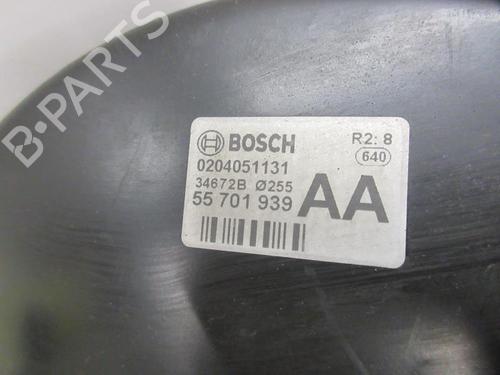 B-PARTS
BOSCH
R2: 8
640
0204051131
34672B Ø255
55 701 939
AA